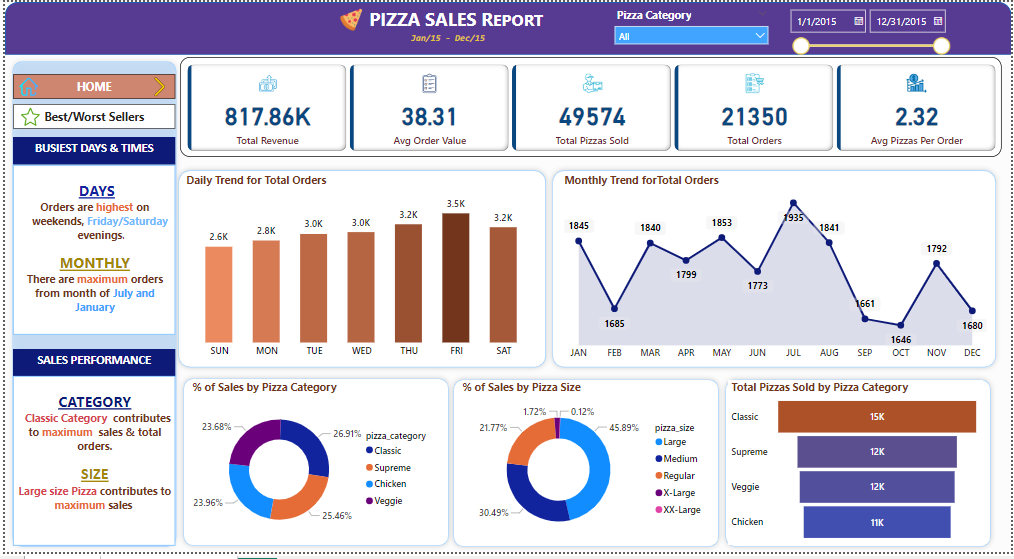 PIZZA SALES REPORT
Jan/15 - Dec/15
Pizza Category
All
1/1/2015
12/31/2015
HOME
Best/Worst Sellers
BUSIEST DAYS & TIMES
DAYS
Orders are highest on
weekends, Friday/Saturday
evenings.
MONTHLY
There are maximum orders
from month of July and
January
SALES PERFORMANCE
CATEGORY
Classic Category contributes
to maximum sales & total
orders.
SIZE
Large size Pizza contributes to
maximum sales
817.86K
Total Revenue
38.31
Avg Order Value
49574
Total Pizzas Sold
21350
Total Orders
2.32
Avg Pizzas Per Order
Daily Trend for Total Orders
2.6K
2.8K
3.0K
3.0K
3.2K
3.5K
3.2K
SUN
MON
TUE
WED
THU
FRI
SAT
Monthly Trend forTotal Orders
1845
1685
1840
1799
1853
1773
1935
1841
1661
1646
1792
1680
JAN
FEB
MAR
APR
MAY
JUN
JUL
AUG
SEP
OCT
NOV
DEC
% of Sales by Pizza Category
23.68%
26.91%
23.96%
25.46%
pizza_category
Classic
Supreme
Chicken
Veggie
% of Sales by Pizza Size
1.72%
0.12%
21.77%
45.89%
30.49%
pizza_size
Large
Medium
Regular
X-Large
XX-Large
Total Pizzas Sold by Pizza Category
Classic
15K
Supreme
12K
Veggie
12K
Chicken
11K